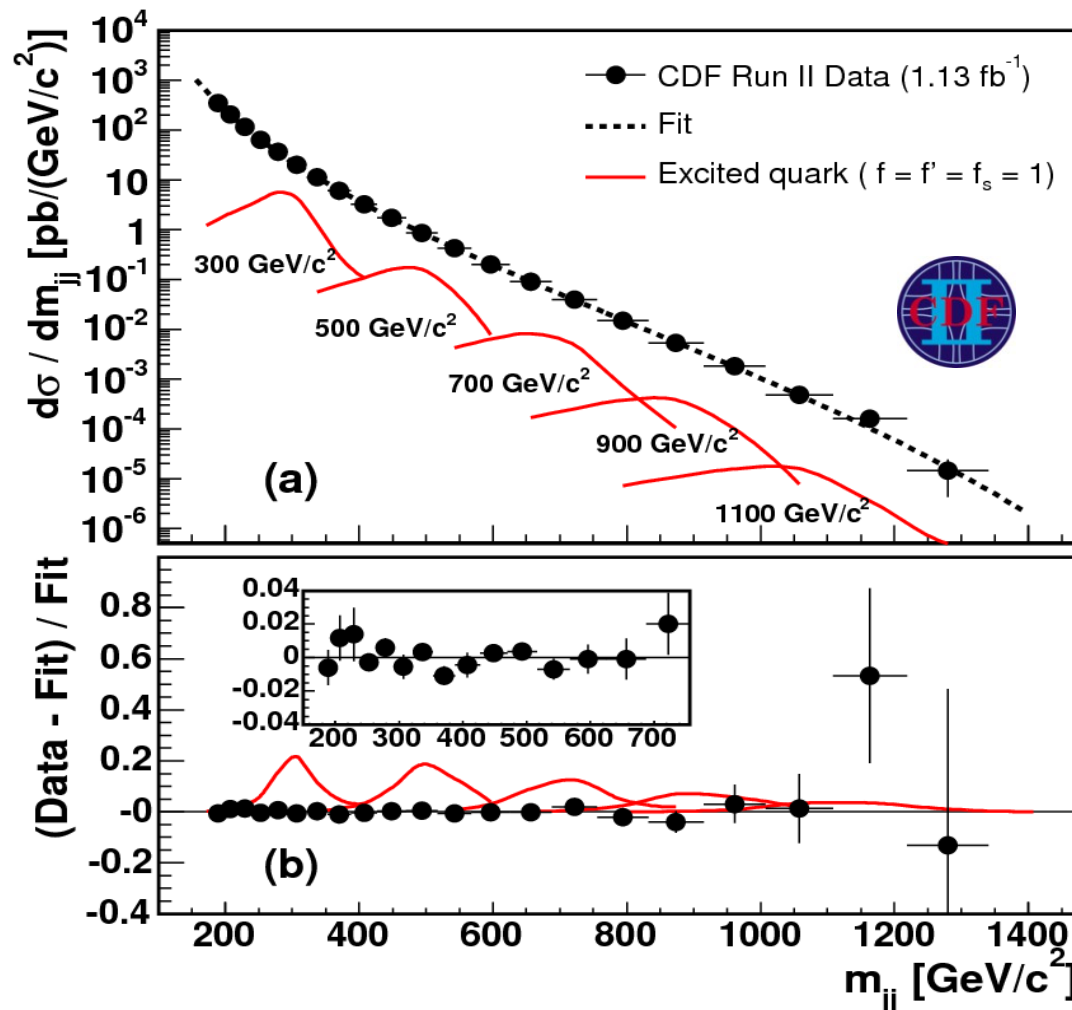 10⁴
10³
10²
10
1
10⁻¹
10⁻²
10⁻³
10⁻⁴
10⁻⁵
10⁻⁶
dσ / dm_jj [pb/(GeV/c²)]
CDF Run II Data (1.13 fb⁻¹)
Fit
Excited quark ( f = f' = f_s = 1)
300 GeV/c²
500 GeV/c²
700 GeV/c²
900 GeV/c²
1100 GeV/c²
II
CDF
(a)
(Data - Fit) / Fit
0.8
0.6
0.4
0.2
-0
-0.2
-0.4
0.04
0.02
0
-0.02
-0.04
200 300 400 500 600 700
(b)
200 400 600 800 1000 1200 1400
m_jj [GeV/c²]